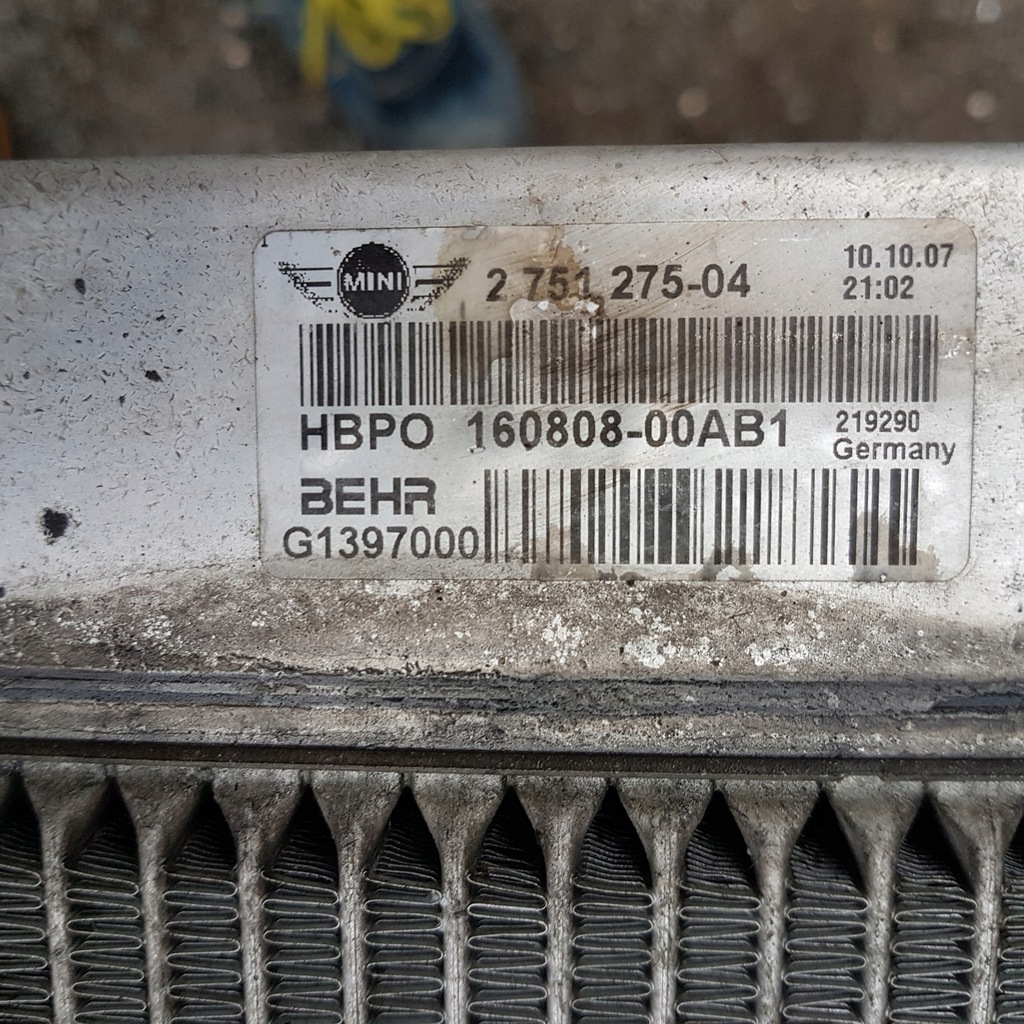 MINI 2 751 275-04 10.10.07
21:02
HBPO 160808-00AB1 219290
Germany
BEHR
G1397000